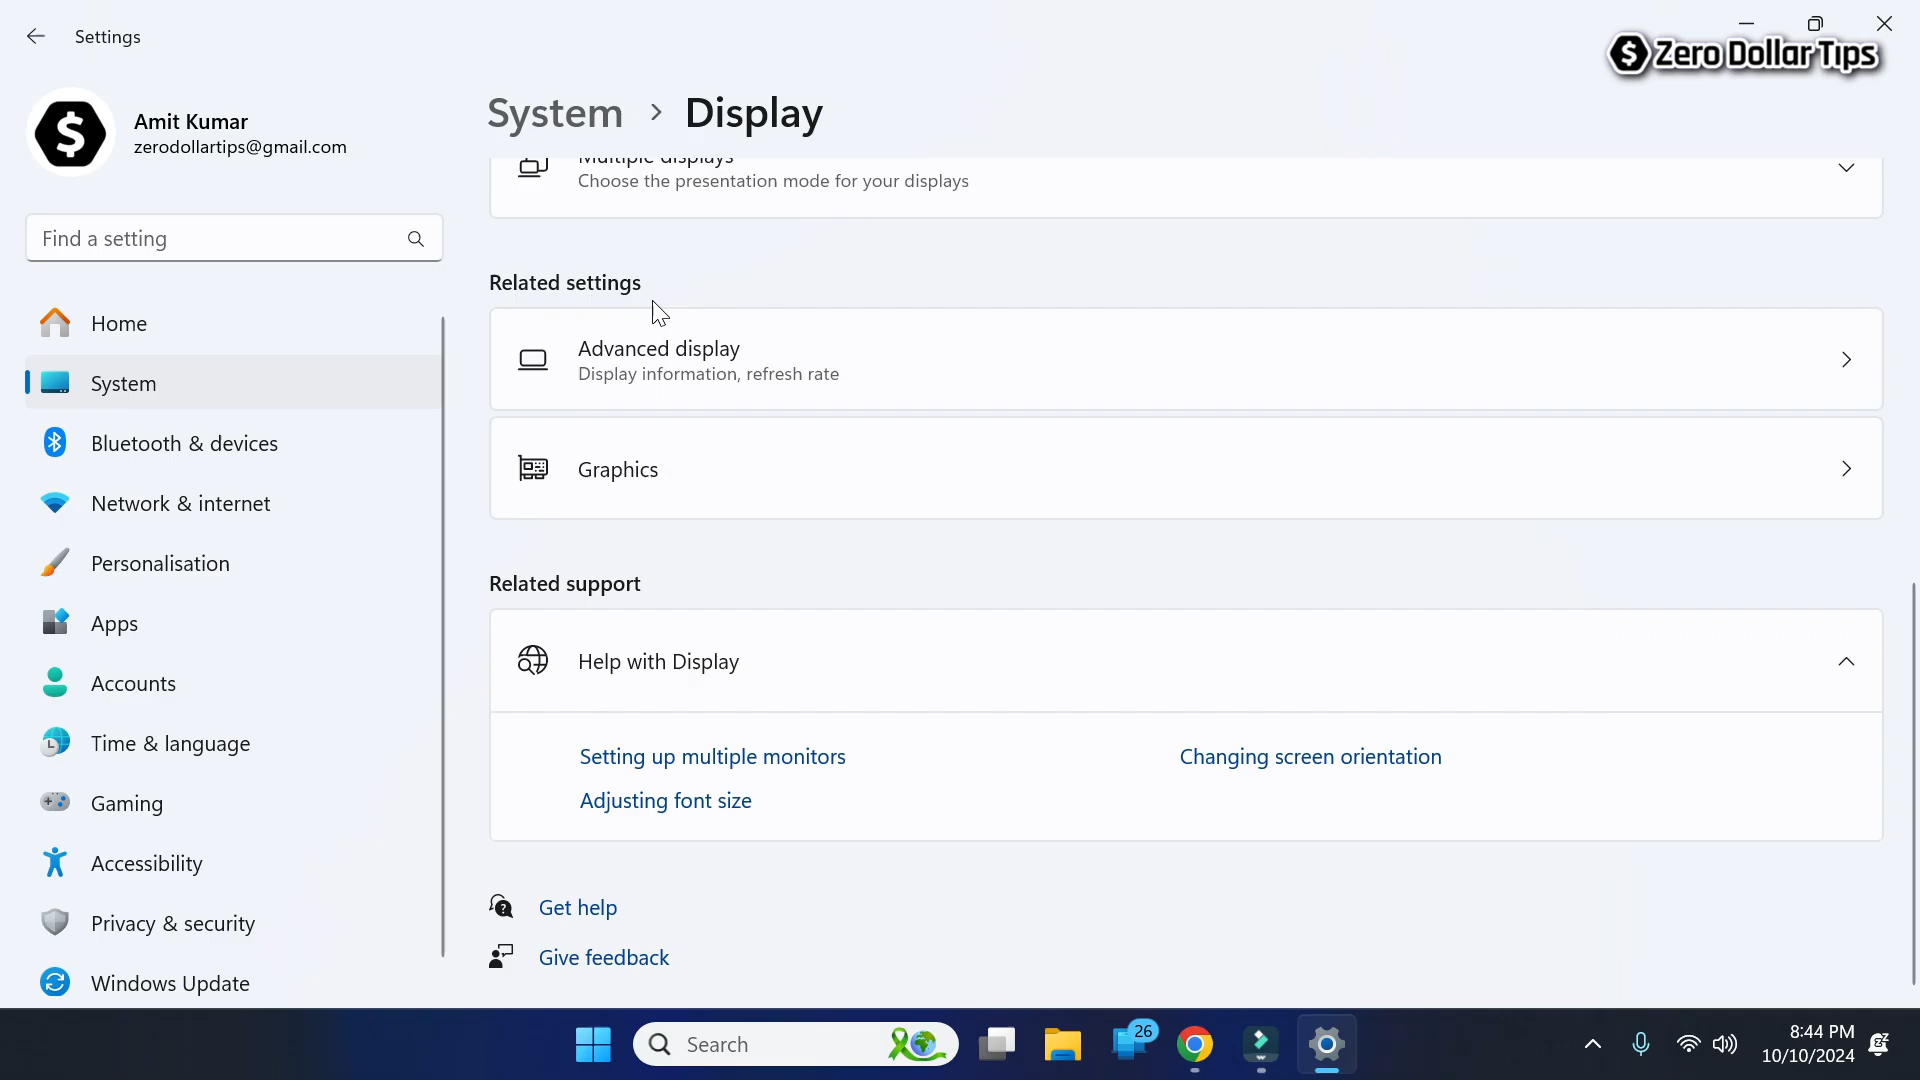 Settings
Zero Dollar Tips
Amit Kumar
zerodollartips@gmail.com
System > Display
Multiple displays
Choose the presentation mode for your displays
Find a setting
Related settings
Home
Advanced display
Display information, refresh rate
System
Bluetooth & devices
Graphics
Network & internet
Personalisation
Related support
Apps
Help with Display
Accounts
Time & language
Setting up multiple monitors
Changing screen orientation
Adjusting font size
Gaming
Accessibility
Get help
Privacy & security
Give feedback
Windows Update
Search
26
8:44 PM
10/10/2024